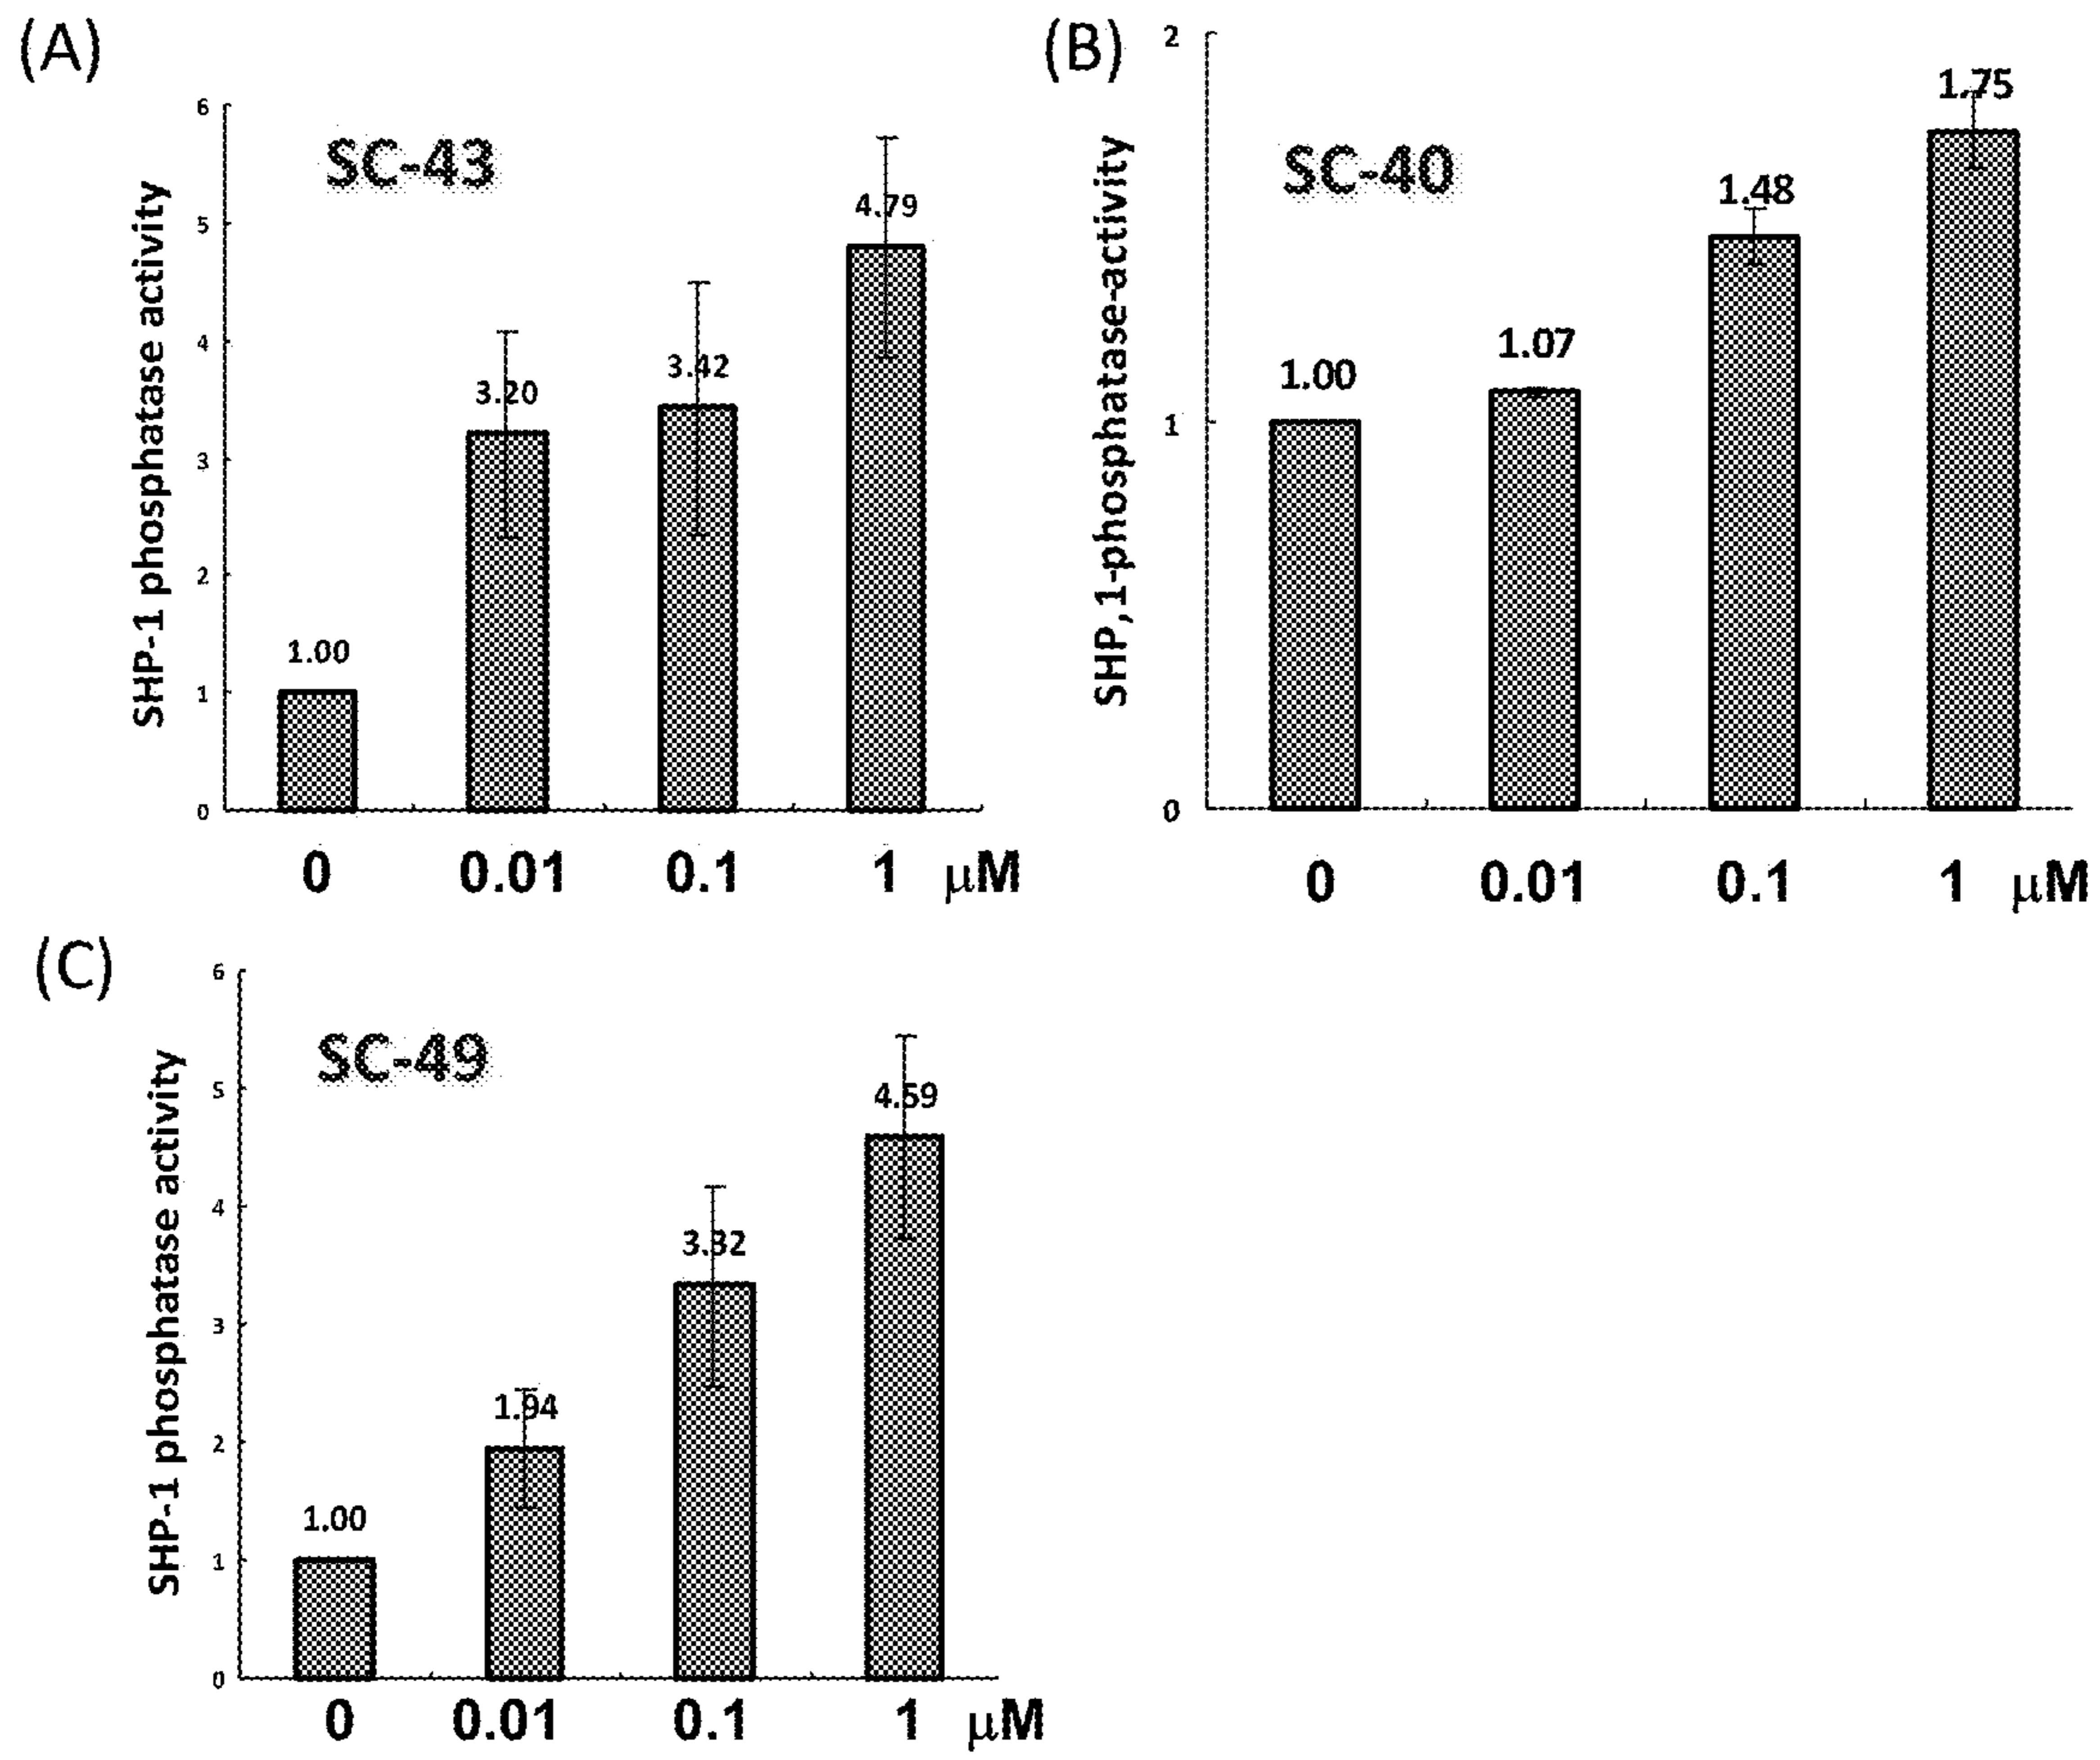 (A)
SHP-1 phosphatase activity
SC-43
6
5
4
3
2
1
0
1.00
3.20
3.42
4.79
0 0.01 0.1 1 μM
(B)
SHP,1-phosphatase-activity
SC-40
2
1
0
1.00
1.07
1.48
1.75
0 0.01 0.1 1 μM
(C)
SHP-1 phosphatase activity
SC-49
6
5
4
3
2
1
0
1.00
1.94
3.32
4.59
0 0.01 0.1 1 μM